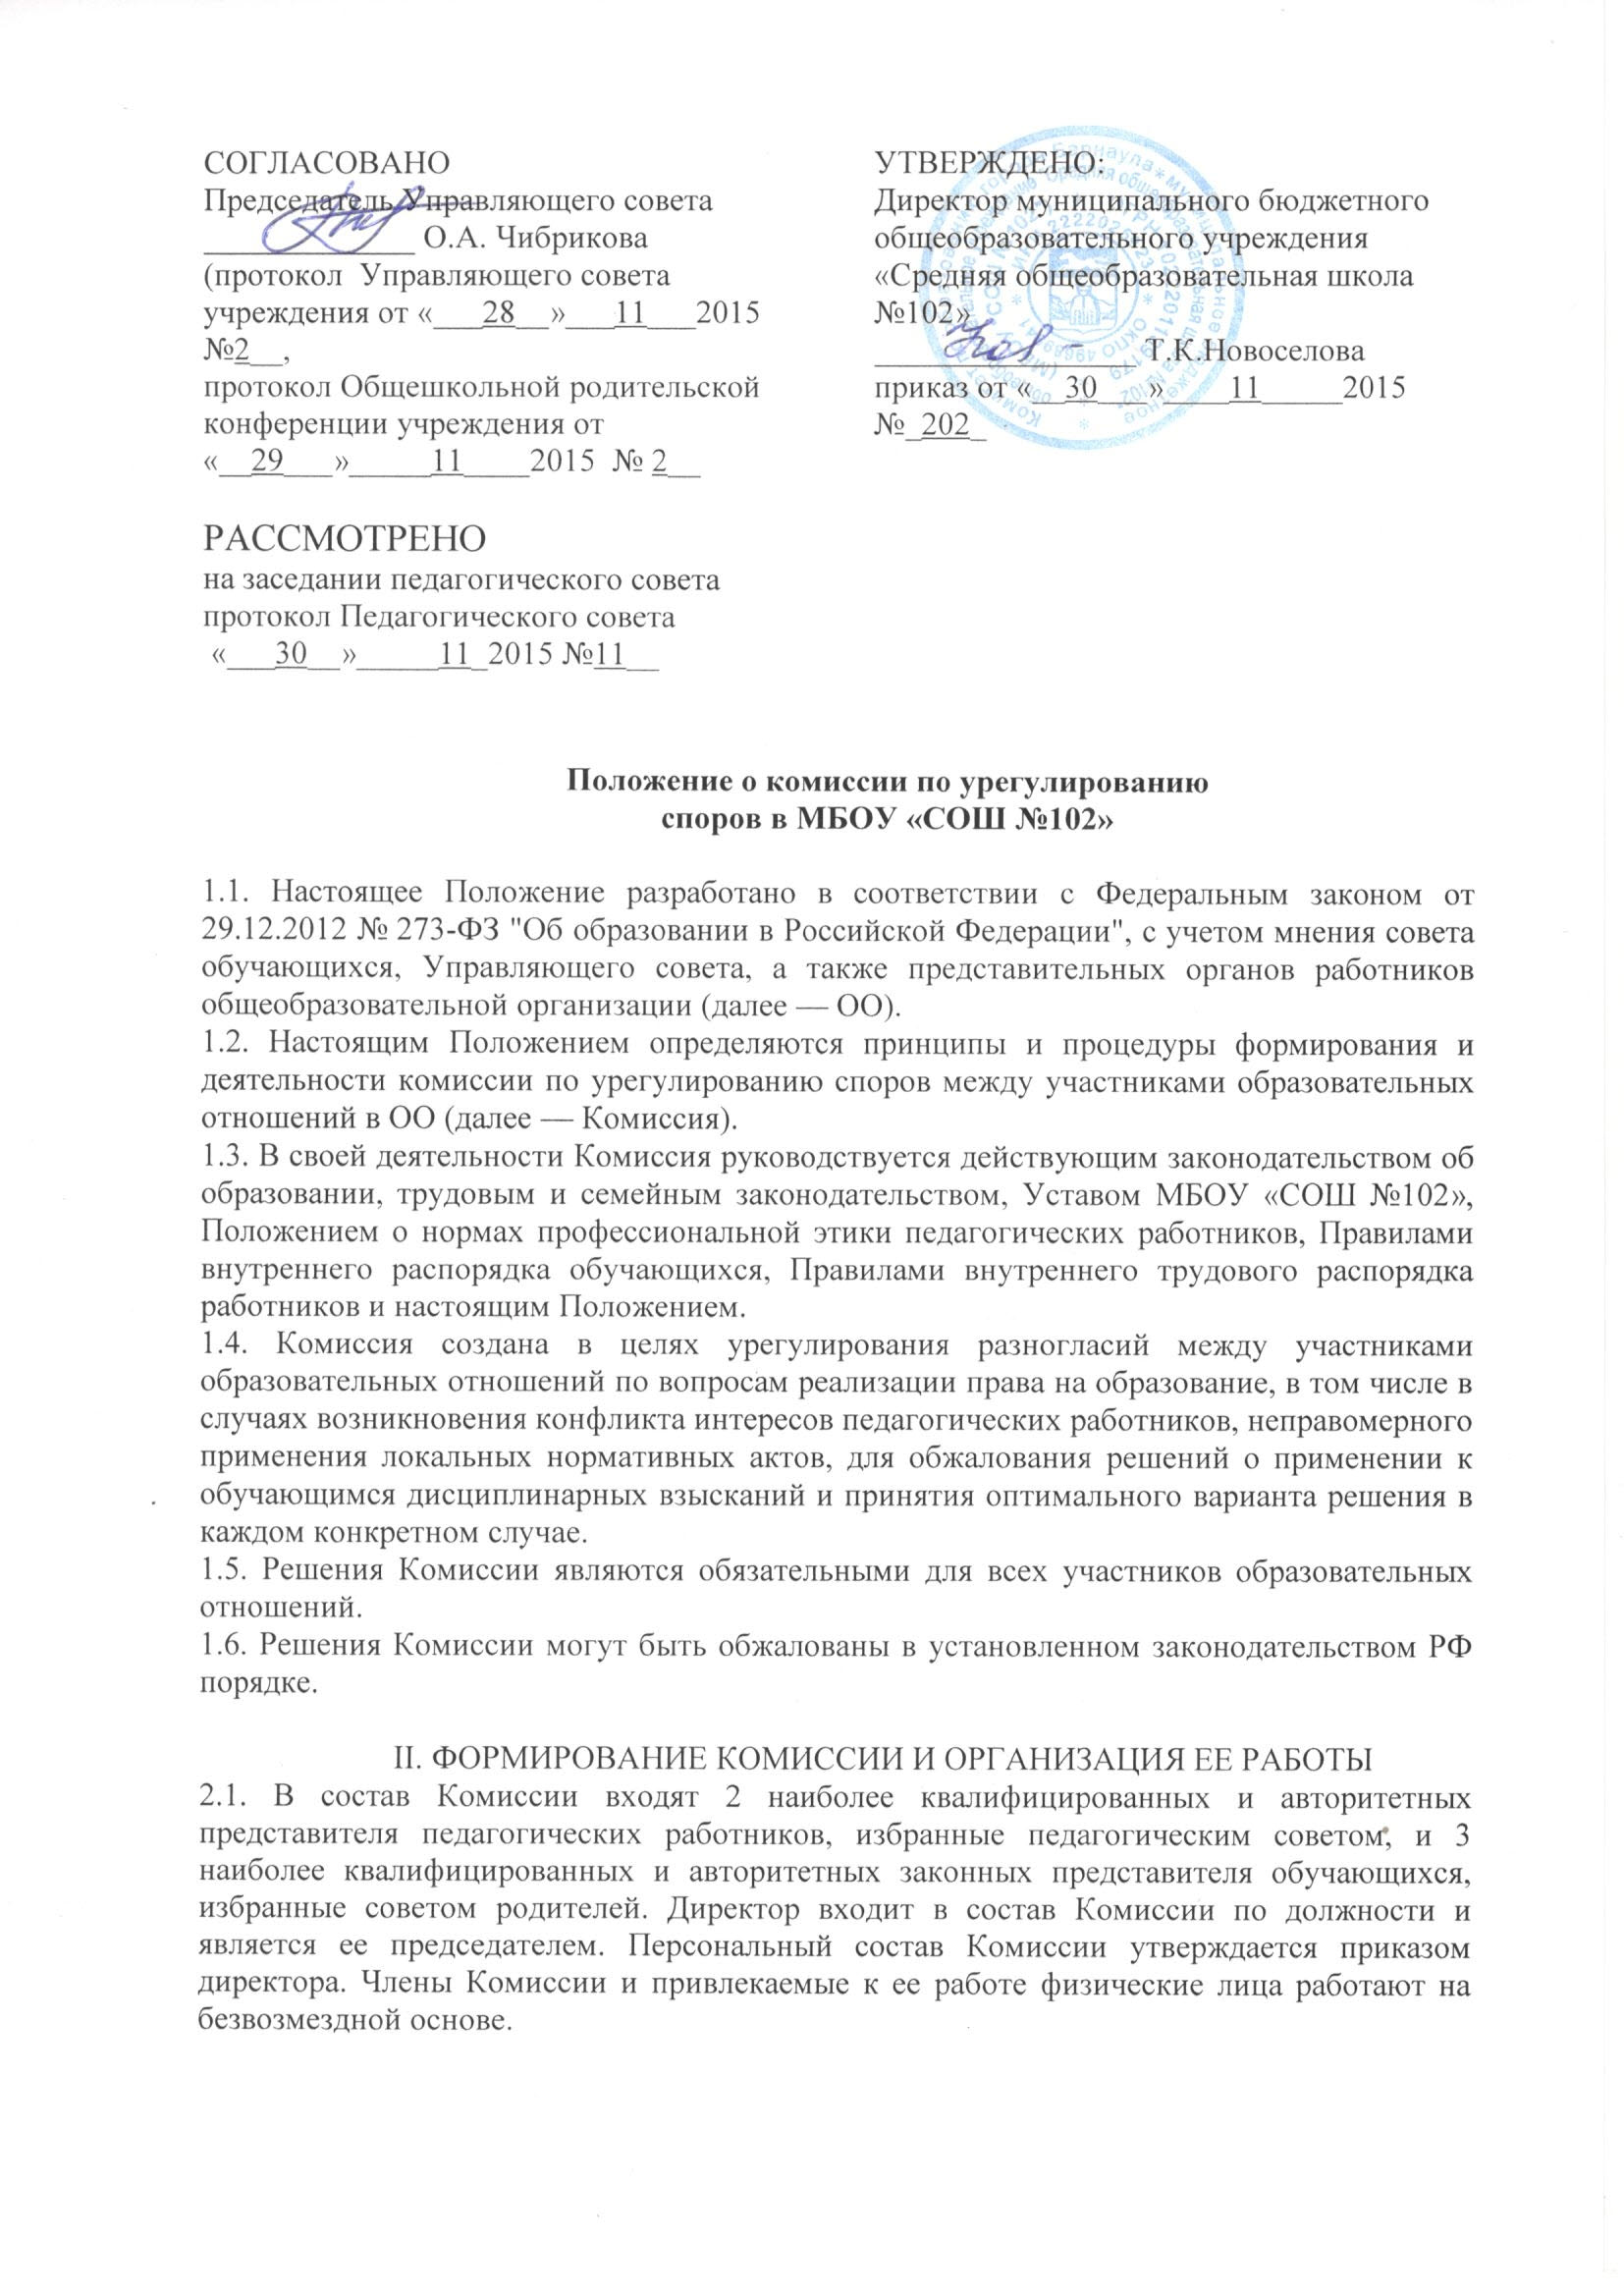 СОГЛАСОВАНО
Председатель Управляющего совета
_____________ О.А. Чибрикова
(протокол Управляющего совета
учреждения от «___28__»___11___2015
№2__,
протокол Общешкольной родительской
конференции учреждения от
«__29___»_____11____2015 № 2__
УТВЕРЖДЕНО:
Директор муниципального бюджетного
общеобразовательного учреждения
«Средняя общеобразовательная школа
№102»
________________ Т.К.Новоселова
приказ от «__30___»____11_____2015
№_202_
РАССМОТРЕНО
на заседании педагогического совета
протокол Педагогического совета
«___30__»_____11_2015 №11__
Положение о комиссии по урегулированию
споров в МБОУ «СОШ №102»
1.1. Настоящее Положение разработано в соответствии с Федеральным законом от
29.12.2012 № 273-ФЗ "Об образовании в Российской Федерации", с учетом мнения совета
обучающихся, Управляющего совета, а также представительных органов работников
общеобразовательной организации (далее — ОО).
1.2. Настоящим Положением определяются принципы и процедуры формирования и
деятельности комиссии по урегулированию споров между участниками образовательных
отношений в ОО (далее — Комиссия).
1.3. В своей деятельности Комиссия руководствуется действующим законодательством об
образовании, трудовым и семейным законодательством, Уставом МБОУ «СОШ №102»,
Положением о нормах профессиональной этики педагогических работников, Правилами
внутреннего распорядка обучающихся, Правилами внутреннего трудового распорядка
работников и настоящим Положением.
1.4. Комиссия создана в целях урегулирования разногласий между участниками
образовательных отношений по вопросам реализации права на образование, в том числе в
случаях возникновения конфликта интересов педагогических работников, неправомерного
применения локальных нормативных актов, для обжалования решений о применении к
обучающимся дисциплинарных взысканий и принятия оптимального варианта решения в
каждом конкретном случае.
1.5. Решения Комиссии являются обязательными для всех участников образовательных
отношений.
1.6. Решения Комиссии могут быть обжалованы в установленном законодательством РФ
порядке.
II. ФОРМИРОВАНИЕ КОМИССИИ И ОРГАНИЗАЦИЯ ЕЕ РАБОТЫ
2.1. В состав Комиссии входят 2 наиболее квалифицированных и авторитетных
представителя педагогических работников, избранные педагогическим советом, и 3
наиболее квалифицированных и авторитетных законных представителя обучающихся,
избранные советом родителей. Директор входит в состав Комиссии по должности и
является ее председателем. Персональный состав Комиссии утверждается приказом
директора. Члены Комиссии и привлекаемые к ее работе физические лица работают на
безвозмездной основе.